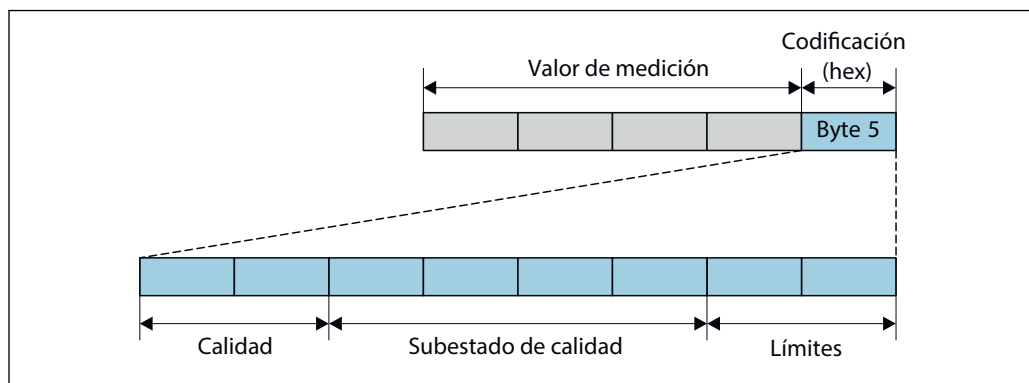 Codificación
(hex)
Valor de medición
Byte 5
Calidad
Subestado de calidad
Límites